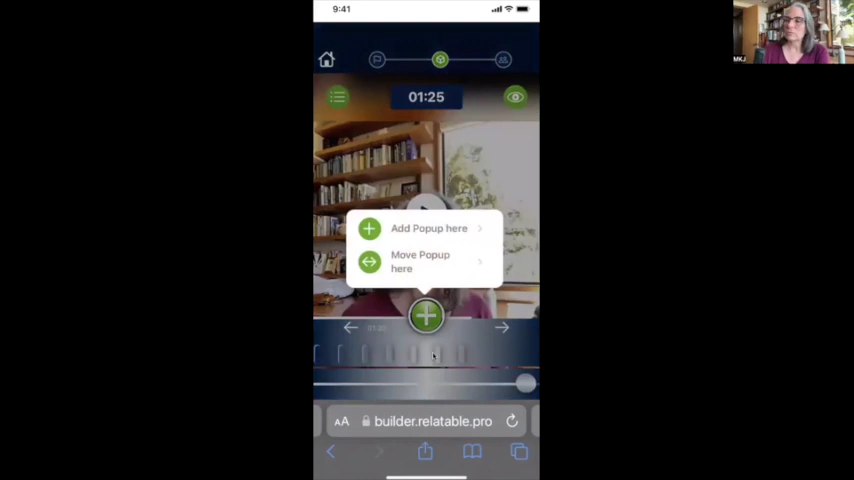 9:41
01:25
Add Popup here
Move Popup
here
AA builder.relatable.pro
MKJ